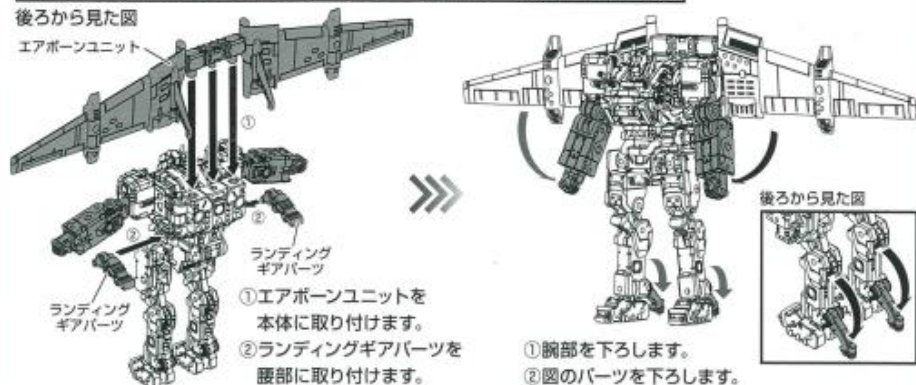 後ろから見た図
エアボーンユニット
①
②
②
ランディング
ギアパーツ
ランディング
ギアパーツ
①エアボーンユニットを
本体に取り付けます。
②ランディングギアパーツを
腰部に取り付けます。
後ろから見た図
①腕部を下ろします。
②図のパーツを下ろします。